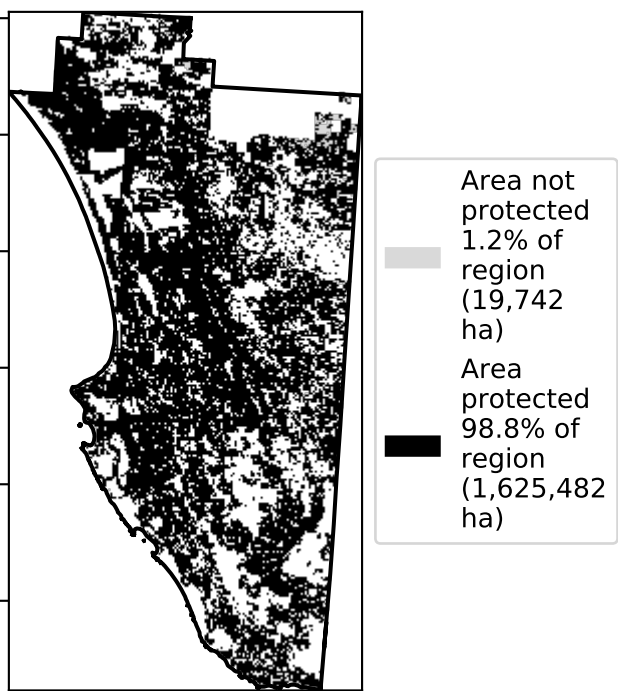 Area not
protected
1.2% of
region
(19,742
ha)
Area
protected
98.8% of
region
(1,625,482
ha)